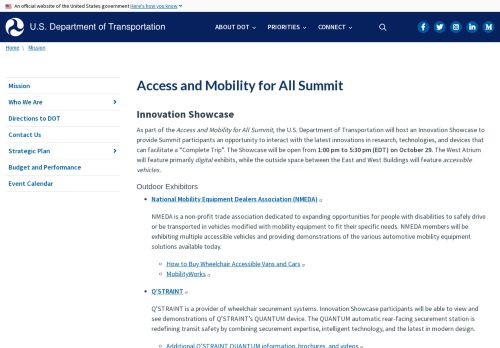 An official website of the United States government Here's how you know
U.S. Department of Transportation
ABOUT DOT
PRIORITIES
CONNECT
Home \ Mission
Mission
Who We Are
Directions to DOT
Contact Us
Strategic Plan
Budget and Performance
Event Calendar
Access and Mobility for All Summit
Innovation Showcase
As part of the Access and Mobility for All Summit, the U.S. Department of Transportation will host an Innovation Showcase to
provide Summit participants an opportunity to interact with the latest innovations in research, technologies, and devices that
can facilitate a "Complete Trip". The Showcase will be open from 1:00 pm to 5:30 pm (EDT) on October 29. The West Atrium
will feature primarily digital exhibits, while the outside space between the East and West Buildings will feature accessible
vehicles.
Outdoor Exhibitors
• National Mobility Equipment Dealers Association (NMEDA)
NMEDA is a non-profit trade association dedicated to expanding opportunities for people with disabilities to safely drive
or be transported in vehicles modified with mobility equipment to fit their specific needs. NMEDA members will be
exhibiting multiple accessible vehicles and providing demonstrations of the various automotive mobility equipment
solutions available today.
How to Buy Wheelchair Accessible Vans and Cars
MobilityWorks
• Q'STRAINT
Q'STRAINT is a provider of wheelchair securement systems. Innovation Showcase participants will be able to view and
see demonstrations of Q'STRAINT's QUANTUM device. The QUANTUM automatic rear-facing securement station is
redefining transit safety by combining securement expertise, intelligent technology, and the latest in modern design.
Additional Q'STRAINT QUANTUM information, brochures, and videos